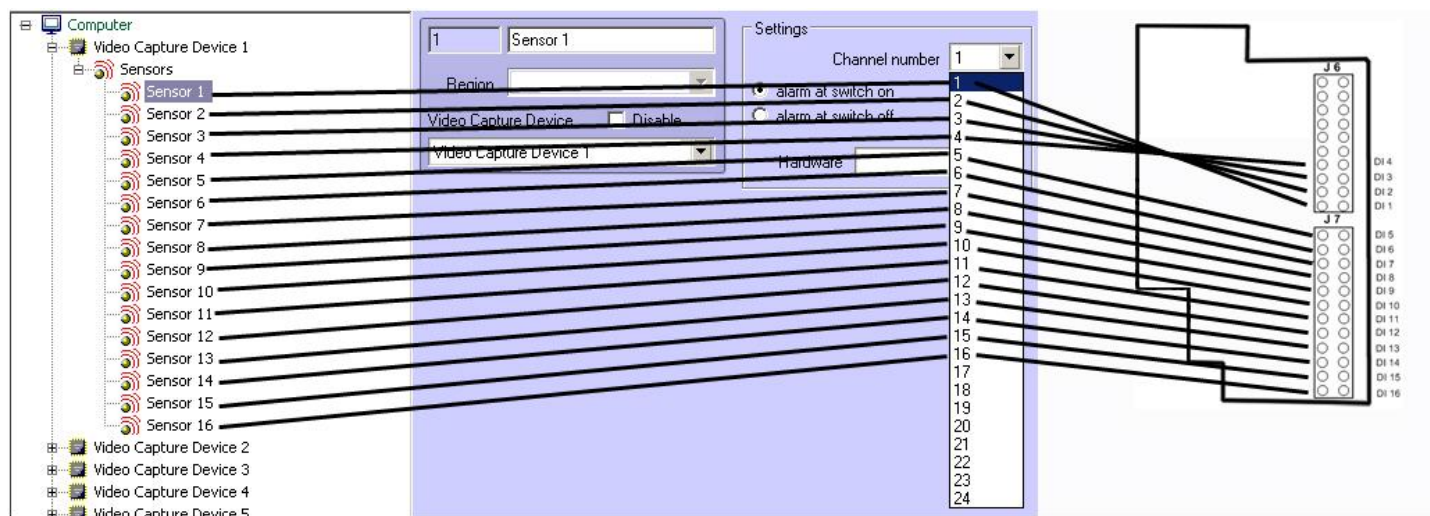 Computer
Video Capture Device 1
Sensors
Sensor 1
Sensor 2
Sensor 3
Sensor 4
Sensor 5
Sensor 6
Sensor 7
Sensor 8
Sensor 9
Sensor 10
Sensor 11
Sensor 12
Sensor 13
Sensor 14
Sensor 15
Sensor 16
Video Capture Device 2
Video Capture Device 3
Video Capture Device 4
Video Capture Device 5
1 Sensor 1
Region
Video Capture Device Disable
Video Capture Device 1
Settings
Channel number 1
alarm at switch on
alarm at switch off
Hardware
1
2
3
4
5
6
7
8
9
10
11
12
13
14
15
16
17
18
19
20
21
22
23
24
J 6
DI 4
DI 3
DI 2
DI 1
J 7
DI 5
DI 6
DI 7
DI 8
DI 9
DI 10
DI 11
DI 12
DI 13
DI 14
DI 15
DI 16